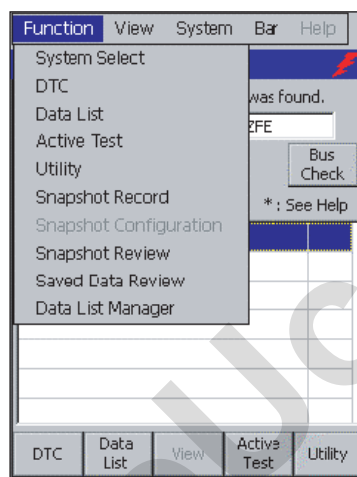 Function View System Bar Help
System Select
DTC
Data List
Active Test
Utility
Snapshot Record
Snapshot Configuration
Snapshot Review
Saved Data Review
Data List Manager
was found.
ZFE
Bus
Check
* : See Help
DTC
Data
List
View
Active
Test
Utility